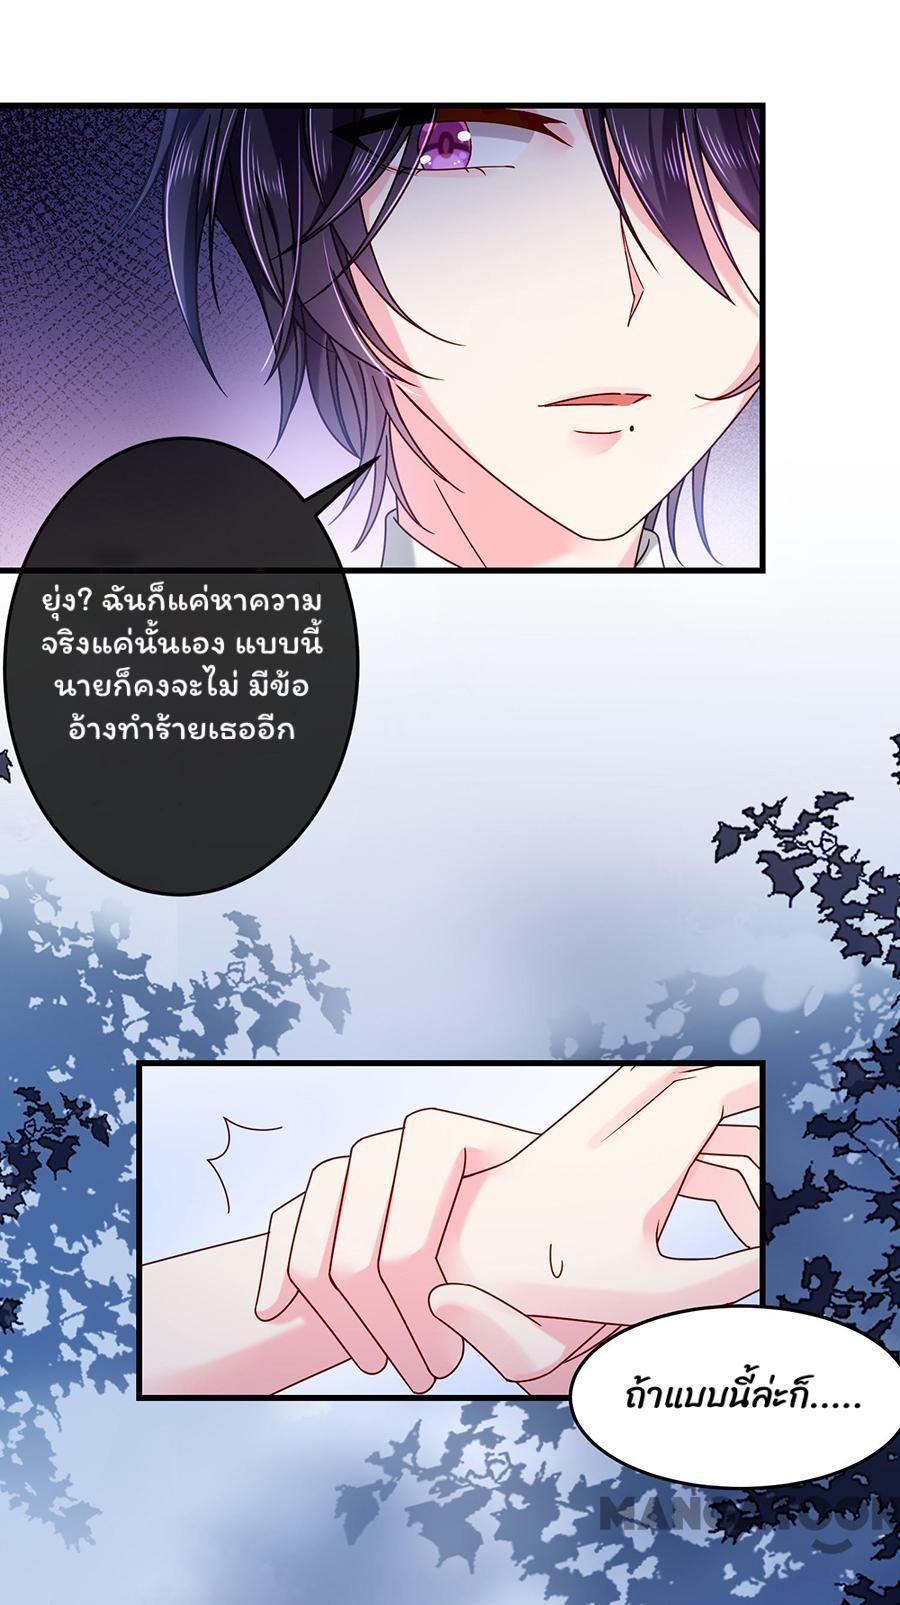 ยุ่ง? ฉันก็แค่หาความ
จริงแค่นั้นเอง แบบนี้
นายก็คงจะไม่ มีข้อ
อ้างทำร้ายเธออีก
ถ้าแบบนี้ล่ะก็.....